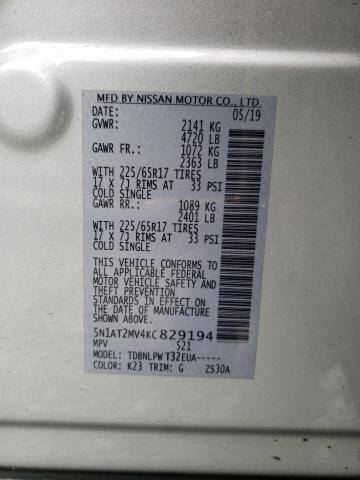 MFD BY NISSAN MOTOR CO., LTD.
DATE: 05/19
GVWR: 2141 KG
4720 LB
GAWR FR.: 1072 KG
2363 LB
WITH 225/65R17 TIRES
17 X 7J RIMS AT 33 PSI
COLD SINGLE
GAWR RR.: 1089 KG
2401 LB
WITH 225/65R17 TIRES
17 X 7J RIMS AT 33 PSI
COLD SINGLE
THIS VEHICLE CONFORMS TO ALL
APPLICABLE U.S. FEDERAL
MOTOR VEHICLE SAFETY, BUMPER,
AND THEFT PREVENTION
STANDARDS IN EFFECT ON THE
DATE OF MANUFACTURE SHOWN
ABOVE.
5N1AT2MV4KC829194
MPV 521
MODEL: TDBNLPW T32EUA-----
COLOR: K23 TRIM: G ZS30A